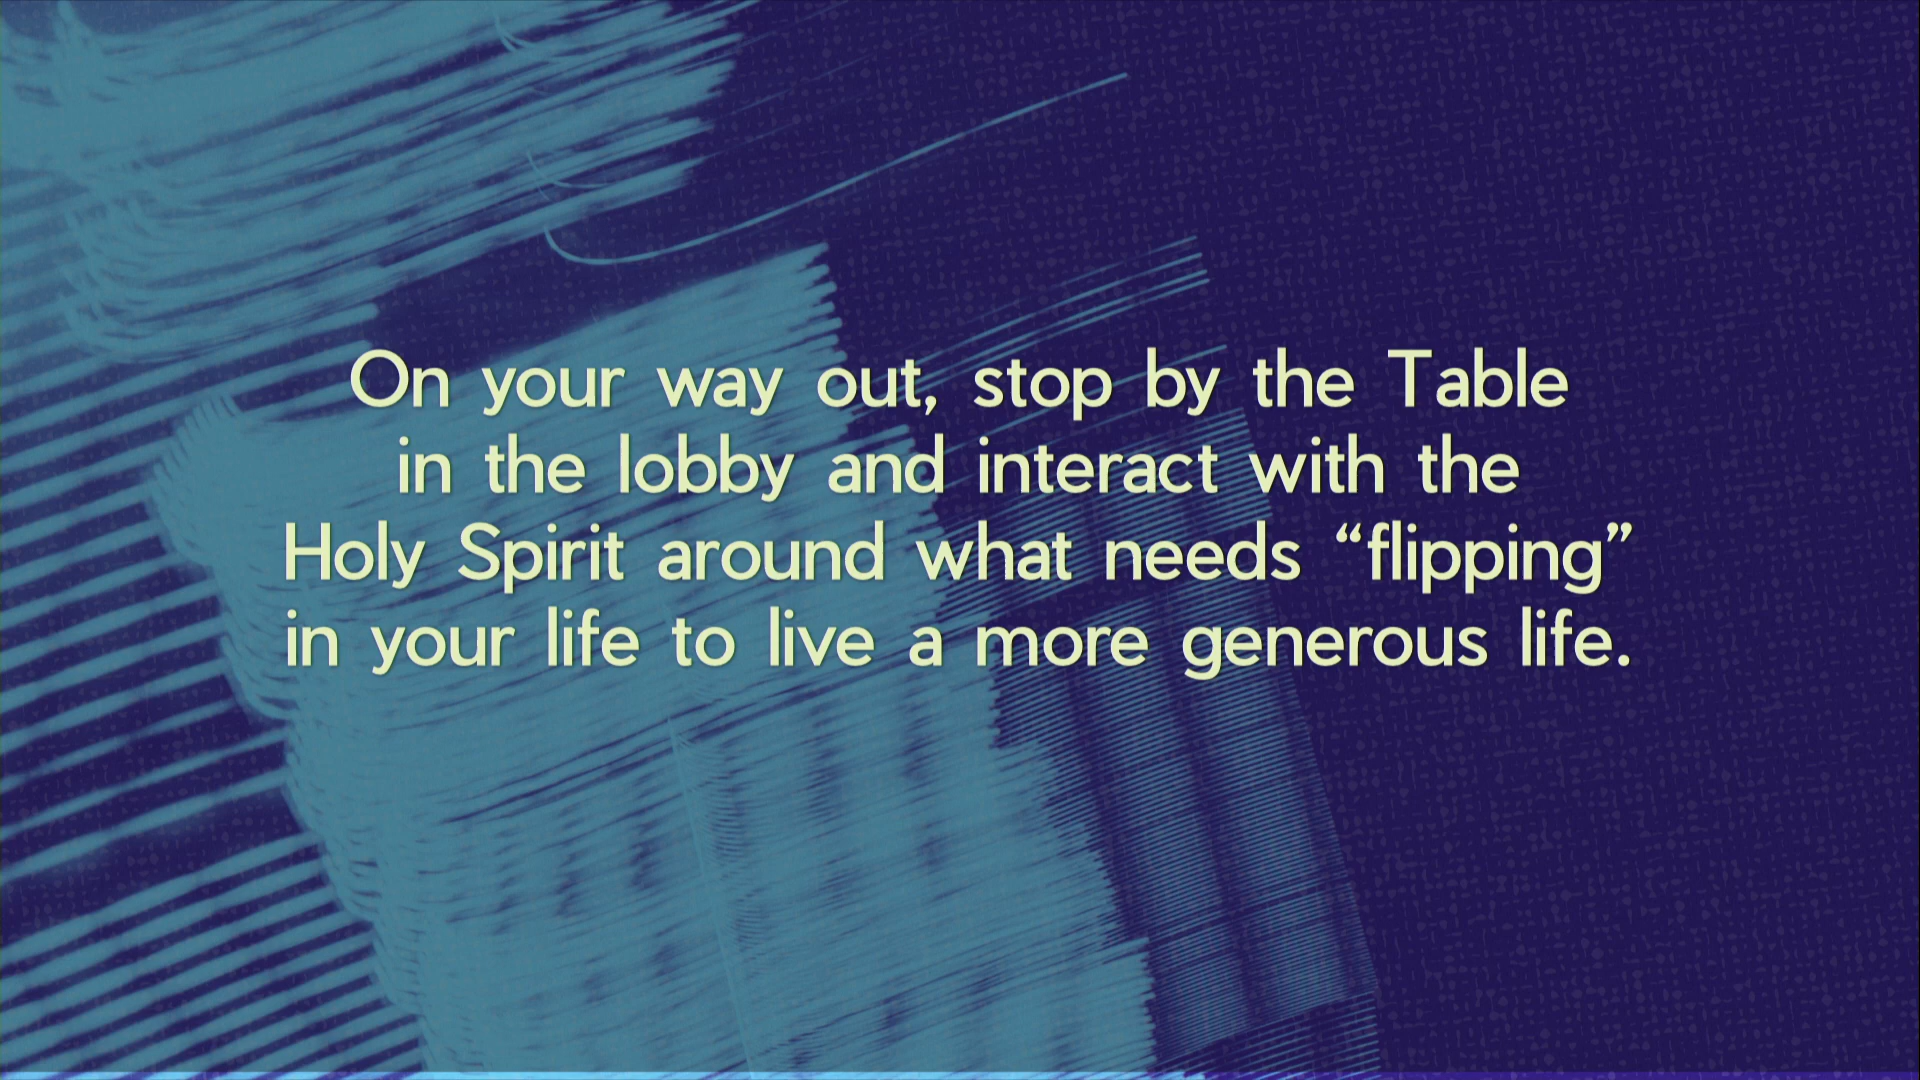 On your way out, stop by the Table
in the lobby and interact with the
Holy Spirit around what needs “flipping”
in your life to live a more generous life.